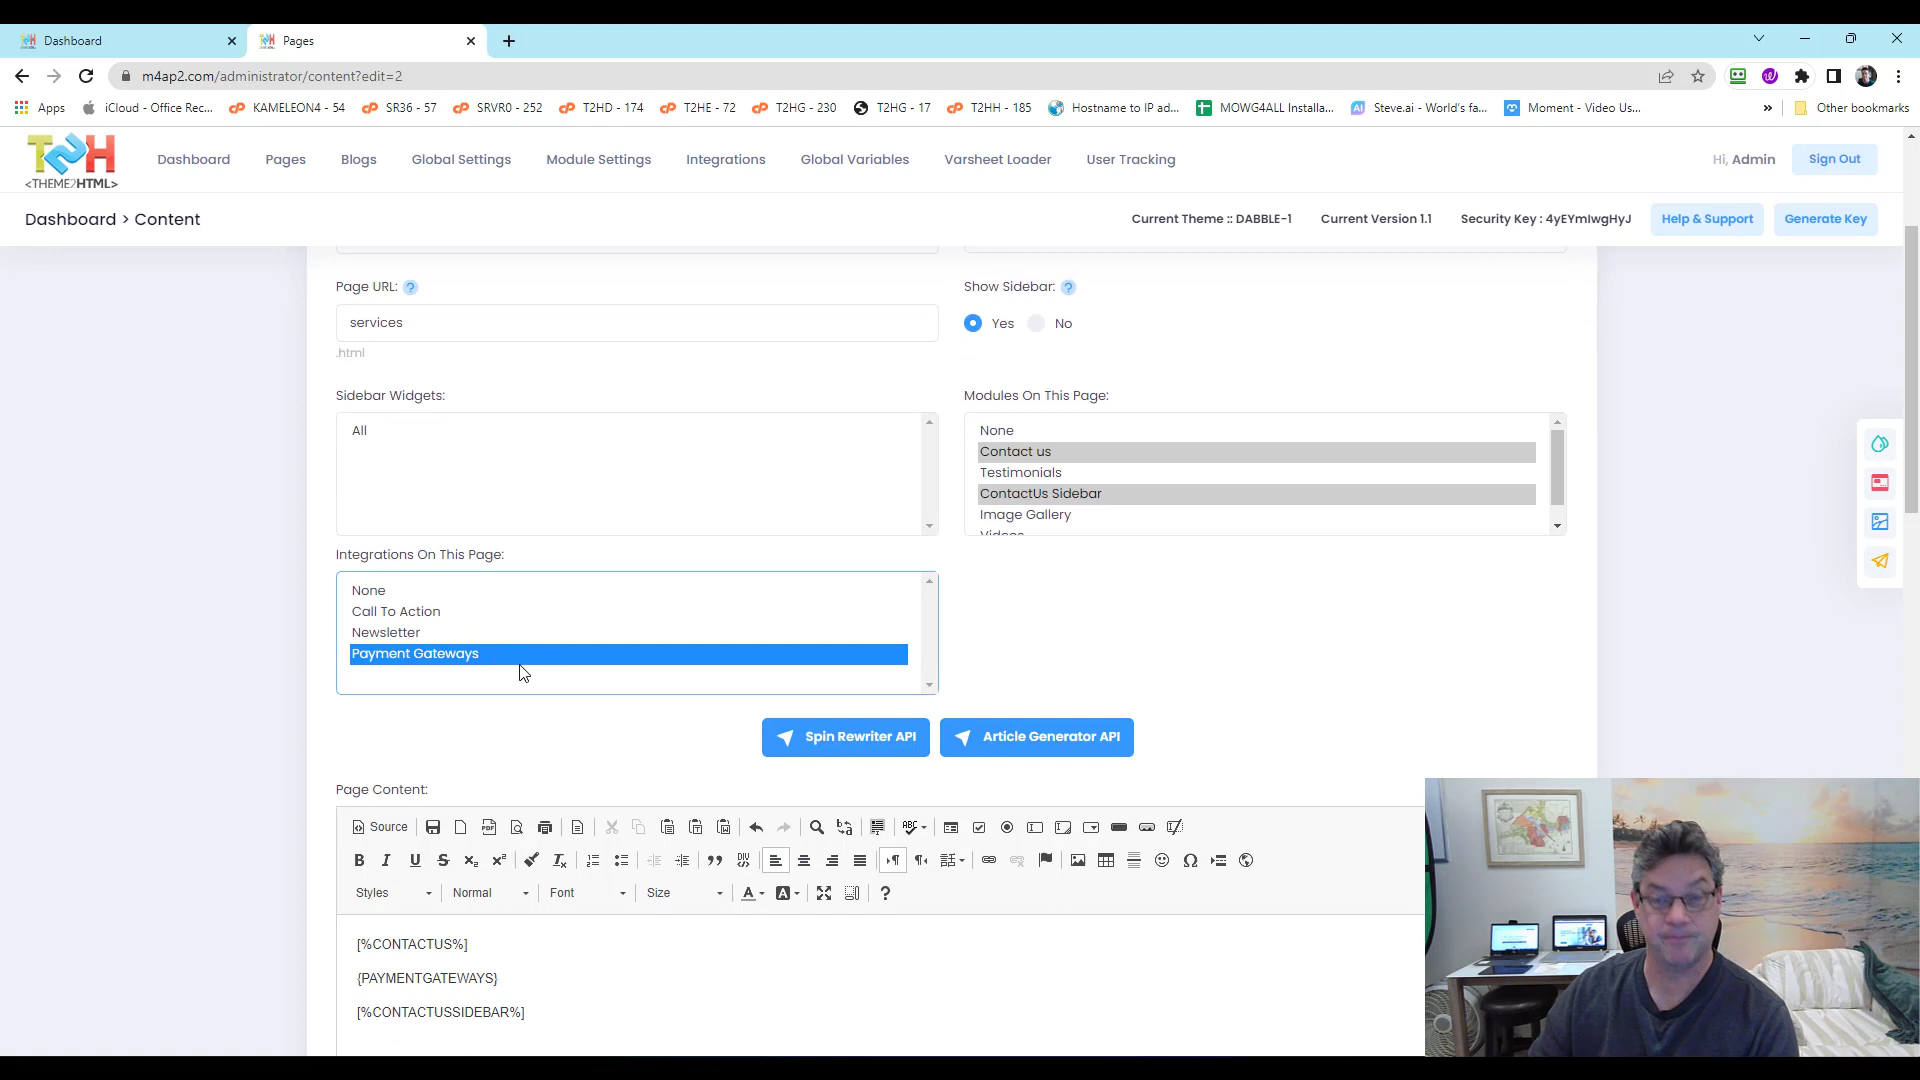 Dashboard
Pages
m4ap2.com/administrator/content?edit=2
Apps
iCloud - Office Rec...
KAMELEON4 - 54
SR36 - 57
SRVR0 - 252
T2HD - 174
T2HE - 72
T2HG - 230
T2HG - 17
T2HH - 185
Hostname to IP ad...
MOWG4ALL Installa...
Steve.ai - World's fa...
Moment - Video Us...
Other bookmarks
T2H
<THEME2HTML>
Dashboard
Pages
Blogs
Global Settings
Module Settings
Integrations
Global Variables
Varsheet Loader
User Tracking
Hi, Admin
Sign Out
Dashboard > Content
Current Theme :: DABBLE-1
Current Version 1.1
Security Key : 4yEYmIwgHyJ
Help & Support
Generate Key
Page URL: ?
Show Sidebar: ?
services
Yes
No
.html
Sidebar Widgets:
Modules On This Page:
All
None
Contact us
Testimonials
ContactUs Sidebar
Image Gallery
Videos
Integrations On This Page:
None
Call To Action
Newsletter
Payment Gateways
Spin Rewriter API
Article Generator API
Page Content:
Source
Styles
Normal
Font
Size
[%CONTACTUS%]
{PAYMENTGATEWAYS}
[%CONTACTUSSIDEBAR%]